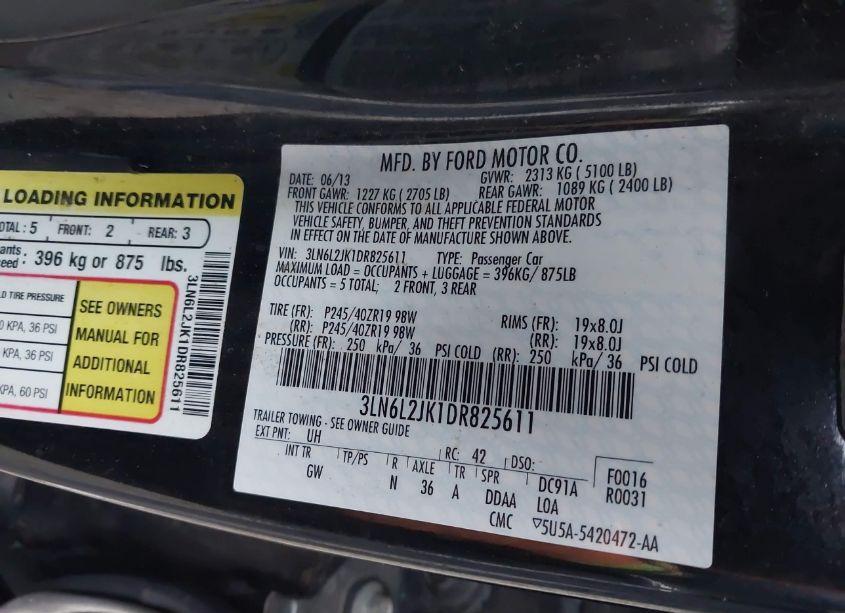 LOADING INFORMATION
OTAL : 5 FRONT: 2 REAR: 3
396 kg or 875 lbs.
TIRE PRESSURE
KPA, 36 PSI
KPA, 36 PSI
KPA, 60 PSI
SEE OWNERS
MANUAL FOR
ADDITIONAL
INFORMATION
3LN6L2JK1DR825611
MFD. BY FORD MOTOR CO.
DATE: 06/13 GVWR: 2313 KG ( 5100 LB)
FRONT GAWR: 1227 KG ( 2705 LB) REAR GAWR: 1089 KG ( 2400 LB)
THIS VEHICLE CONFORMS TO ALL APPLICABLE FEDERAL MOTOR
VEHICLE SAFETY, BUMPER, AND THEFT PREVENTION STANDARDS
IN EFFECT ON THE DATE OF MANUFACTURE SHOWN ABOVE.
VIN: 3LN6L2JK1DR825611 TYPE: Passenger Car
MAXIMUM LOAD = OCCUPANTS + LUGGAGE = 396KG/ 875LB
OCCUPANTS = 5 TOTAL; 2 FRONT, 3 REAR
TIRE (FR): P245/40ZR19 98W RIMS (FR): 19x8.0J
(RR): P245/40ZR19 98W (RR): 19x8.0J
PRESSURE (FR): 250 kPa/ 36 PSI COLD (RR): 250 kPa/ 36 PSI COLD
3LN6L2JK1DR825611
TRAILER TOWING - SEE OWNER GUIDE
EXT PNT: UH RC: 42 DSO:
INT TR TP/PS R AXLE TR SPR DC91A F0016
GW N 36 A DDAA LOA R0031
CMC ▽5U5A-5420472-AA